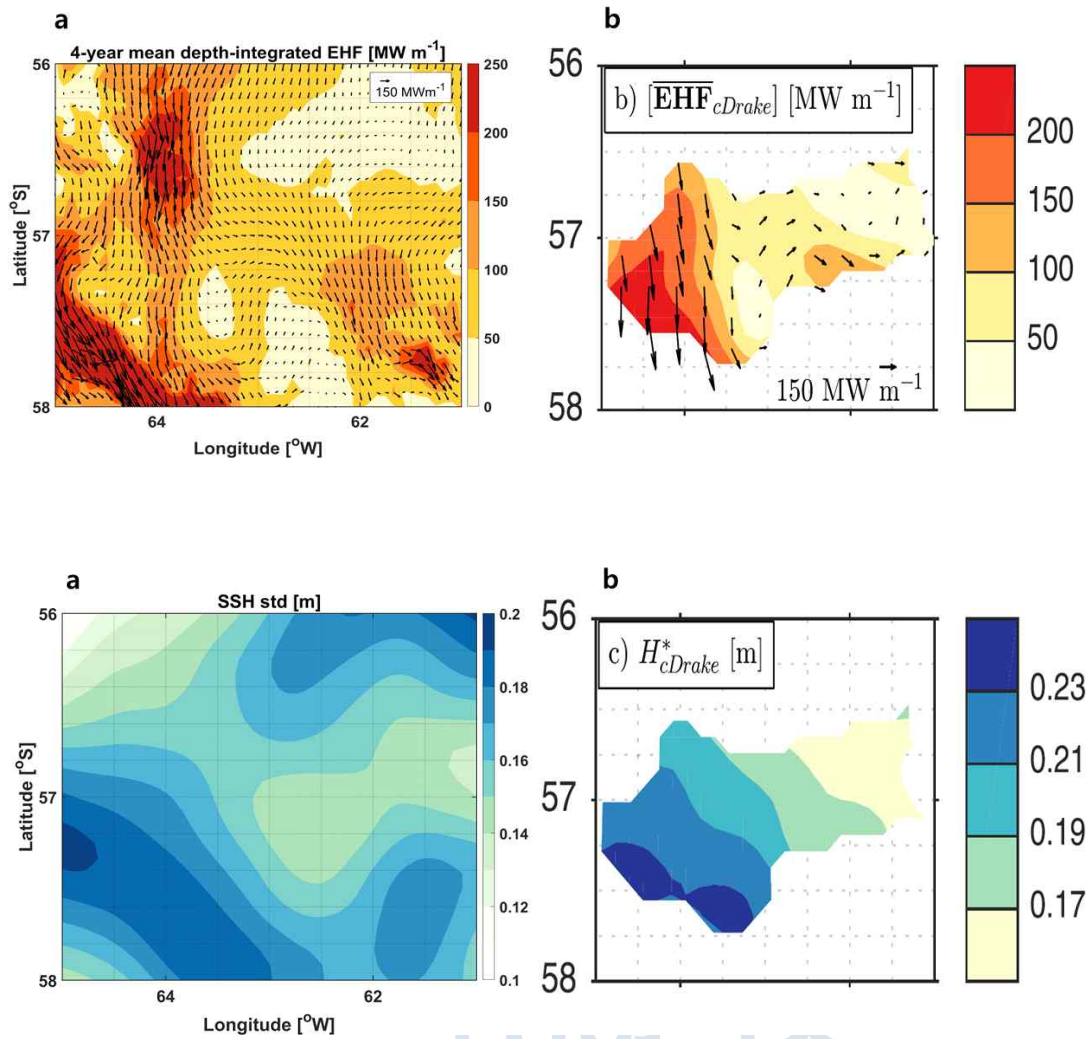 a
4-year mean depth-integrated EHF [MW m⁻¹]
56
57
58
Latitude [°S]
64
62
Longitude [°W]
150 MWm⁻¹
250
200
150
100
50
0
b
56
57
58
b) [EHF cDrake] [MW m⁻¹]
150 MW m⁻¹
200
150
100
50
a
SSH std [m]
56
57
58
Latitude [°S]
64
62
Longitude [°W]
0.2
0.18
0.16
0.14
0.12
0.1
b
56
57
58
c) H*cDrake [m]
0.23
0.21
0.19
0.17